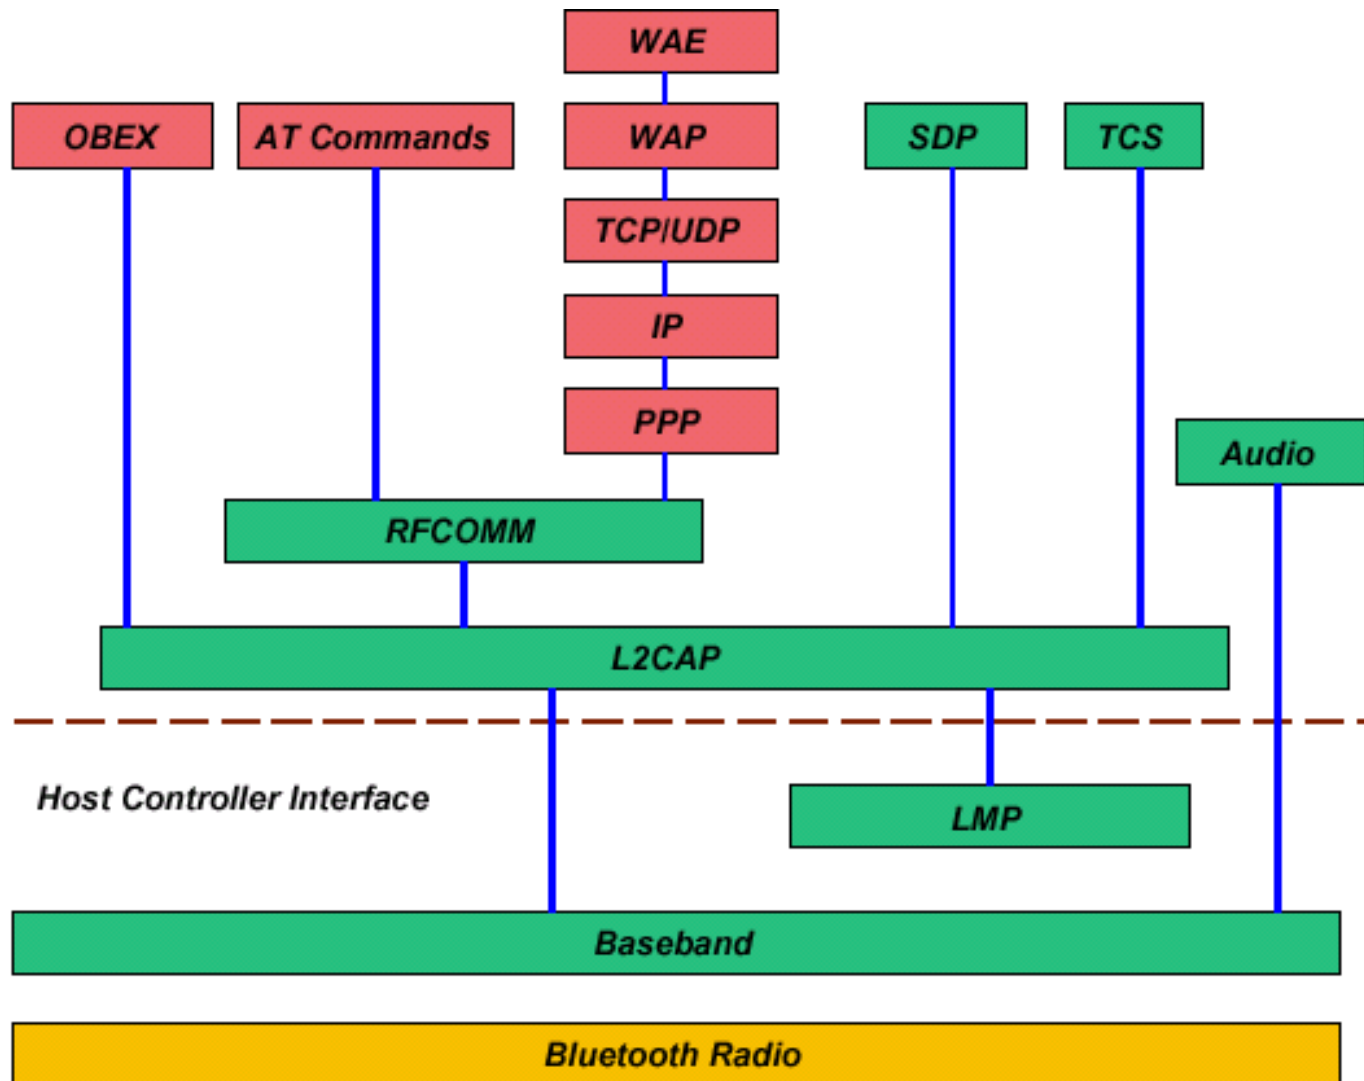 WAE
OBEX
AT Commands
WAP
SDP
TCS
TCP/UDP
IP
PPP
Audio
RFCOMM
L2CAP
Host Controller Interface
LMP
Baseband
Bluetooth Radio